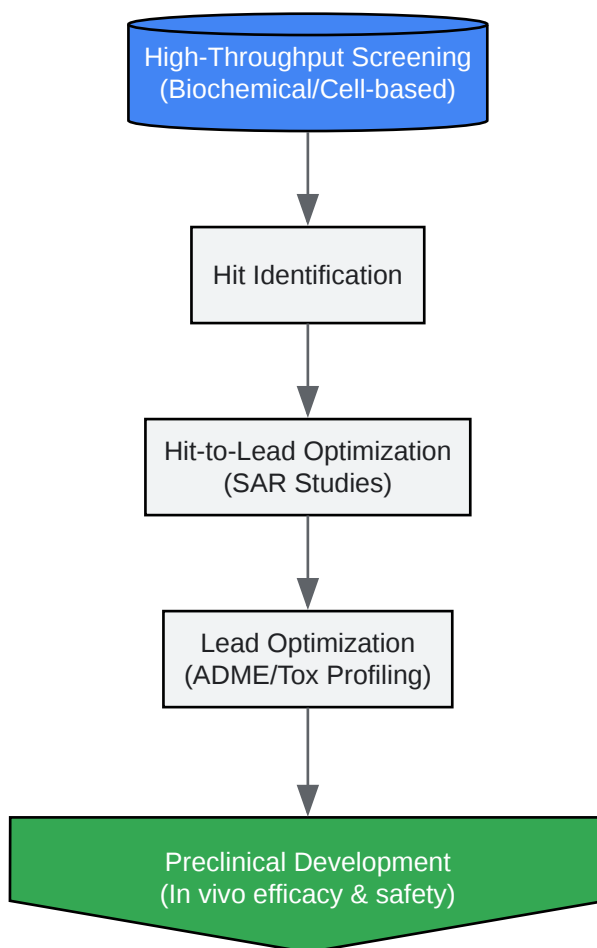 High-Throughput Screening
(Biochemical/Cell-based)
Hit Identification
Hit-to-Lead Optimization
(SAR Studies)
Lead Optimization
(ADME/Tox Profiling)
Preclinical Development
(In vivo efficacy & safety)